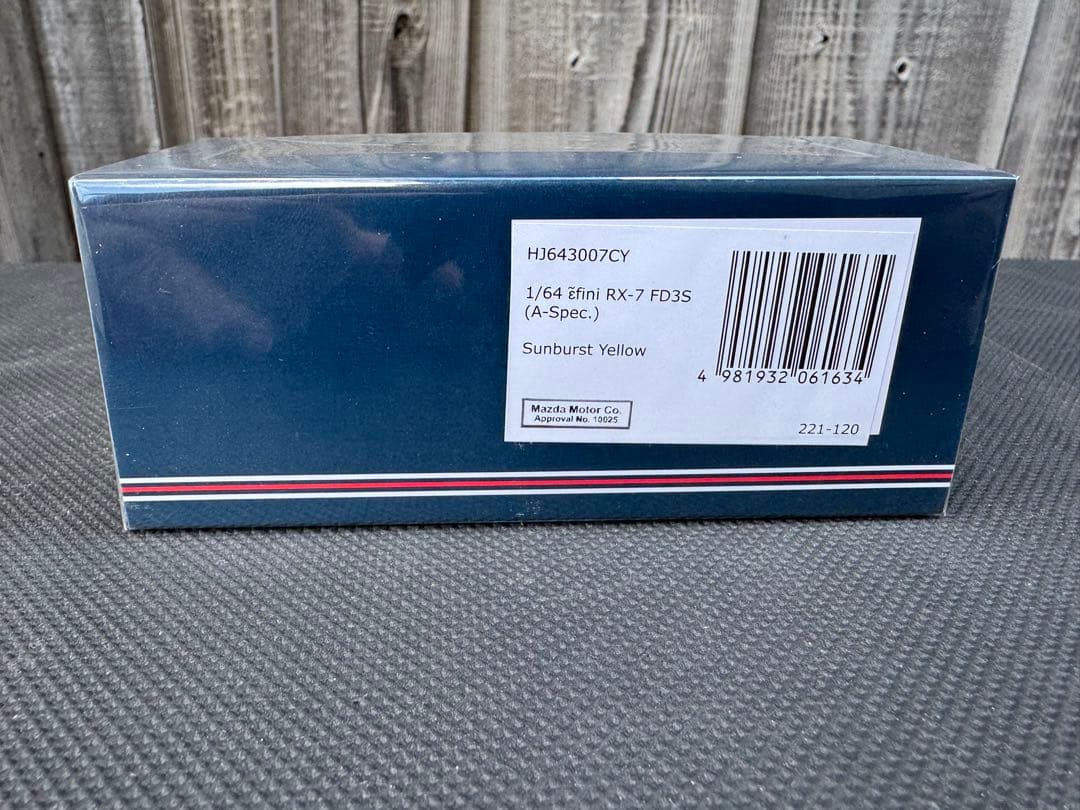 HJ643007CY
1/64 ε̃fini RX-7 FD3S
(A-Spec.)
Sunburst Yellow
4 981932 061634
Mazda Motor Co.
Approval No. 10025
221-120